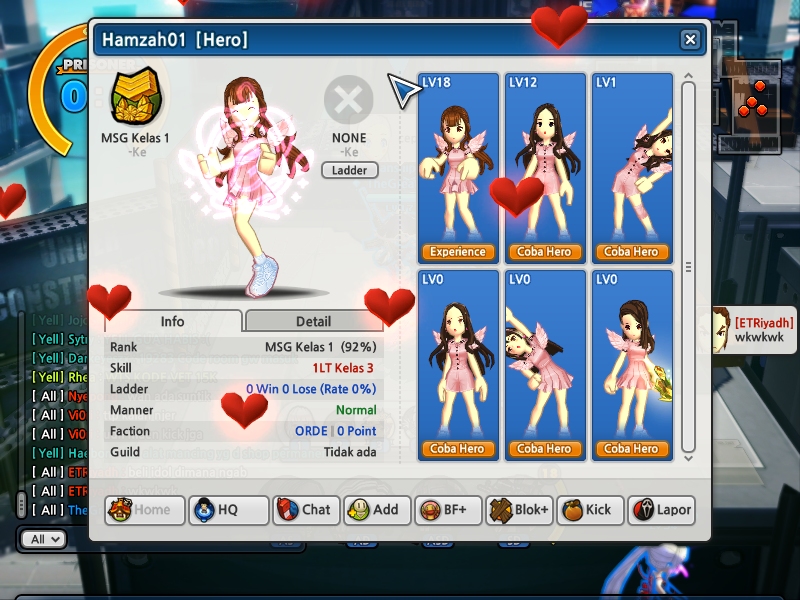 Hamzah01 [Hero]
PRISONER
0
MSG Kelas 1
-Ke
NONE
-Ke
Ladder
LV18
LV12
LV1
Experience
Coba Hero
Coba Hero
LV0
LV0
LV0
Coba Hero
Coba Hero
Coba Hero
Info
Detail
Rank MSG Kelas 1 (92%)
Skill 1LT Kelas 3
Ladder 0 Win 0 Lose (Rate 0%)
Manner Normal
Faction ORDE | 0 Point
Guild Tidak ada
Home
HQ
Chat
Add
BF+
Blok+
Kick
Lapor
[ETRiyadh]
wkwkwk
[Yell]
[Yell]
[Yell]
[Yell]
[ All ]
[ All ]
[ All ]
[Yell]
[ All ]
[ All ]
[ All ]
All